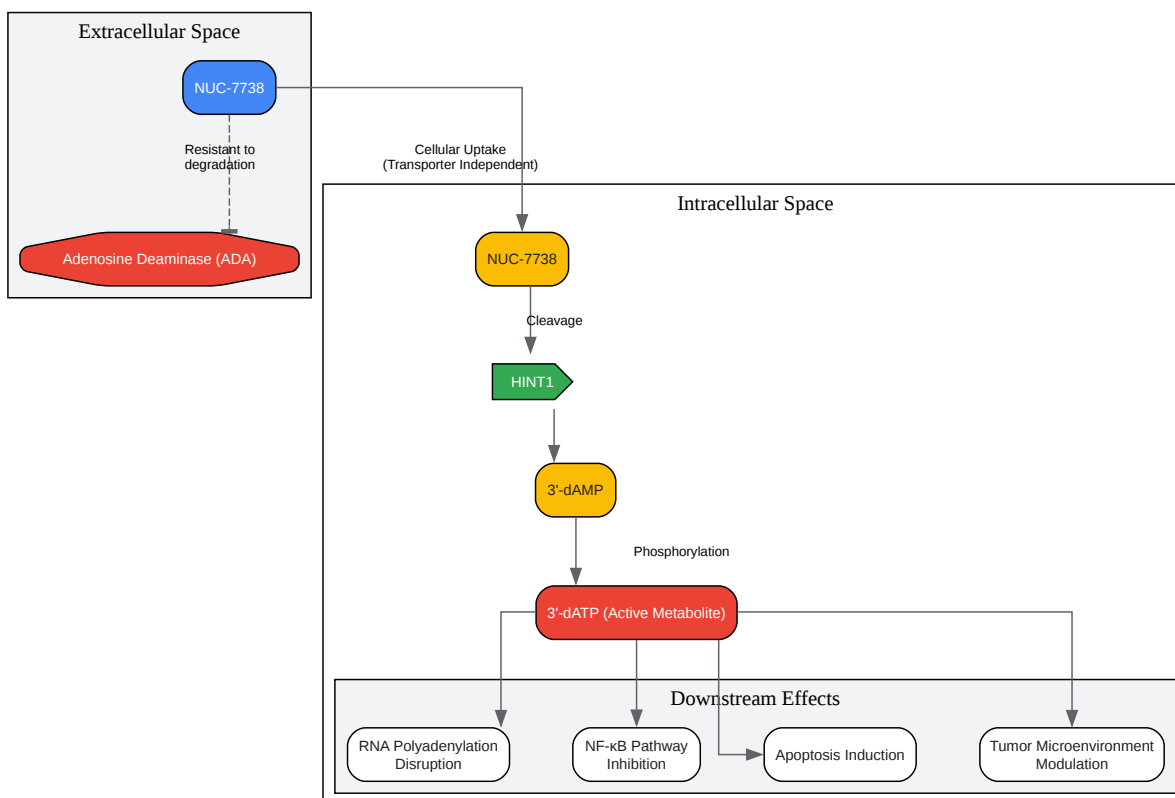 Extracellular Space
NUC-7738
Resistant to
degradation
Adenosine Deaminase (ADA)
Cellular Uptake
(Transporter Independent)
Intracellular Space
NUC-7738
Cleavage
HINT1
3'-dAMP
Phosphorylation
3'-dATP (Active Metabolite)
Downstream Effects
RNA Polyadenylation
Disruption
NF-κB Pathway
Inhibition
Apoptosis Induction
Tumor Microenvironment
Modulation